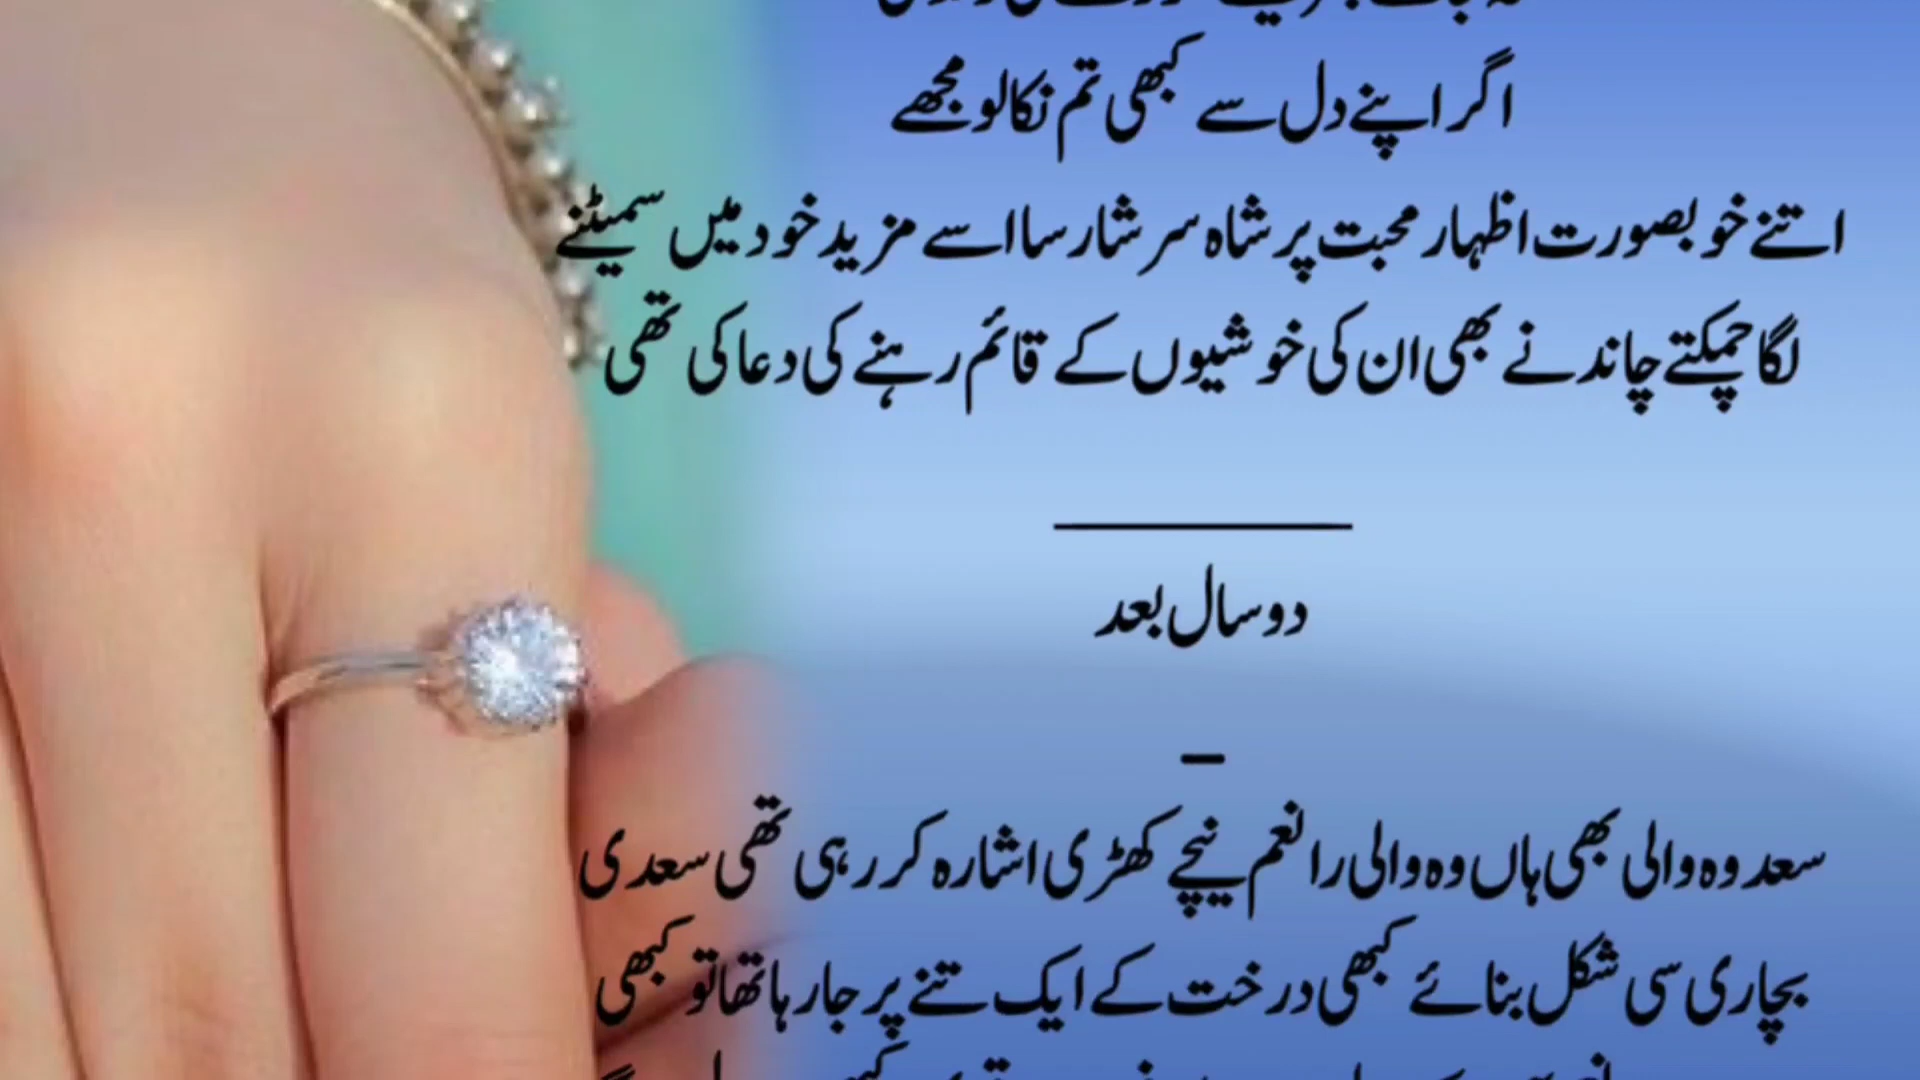 اگر اپنے دل سے کبھی تم نکالو مجھے
اتنے خوبصورت اظہار محبت پر شاہ سرشار سا اسے مزید خود میں سمیٹنے
لگا چمکتے چاند نے بھی ان کی خوشیوں کے قائم رہنے کی دعا کی تھی
دو سال بعد
سعد وہ والی بھی ہاں وہ والی رانعم نیچے کھڑی اشارہ کر رہی تھی سعدی
بچاری سی شکل بنائے کبھی درخت کے ایک تنے پر جا رہا تھا تو کبھی